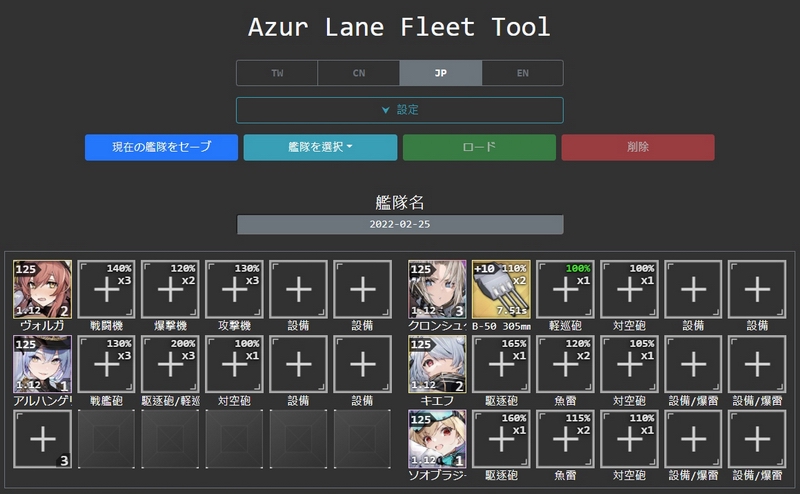 Azur Lane Fleet Tool
TW CN JP EN
設定
現在の艦隊をセーブ 艦隊を選択 ロード 削除
艦隊名
2022-02-25
125 140% 120% 130% 125 +10 110% 100% 100%
x3 x2 x3 x2 x1 x1
1.12 2 1.12 3 7.51s
ヴォルガ 戦闘機 爆撃機 攻撃機 設備 設備 クロンシュ B-50 305mm 軽巡砲 対空砲 設備 設備
125 130% 200% 100% 125 165% 120% 105%
x3 x3 x1 x1 x2 x1
1.12 1 1.12 2
アルハンゲリ 戦艦砲 駆逐砲/軽巡 対空砲 設備 設備 キエフ 駆逐砲 魚雷 対空砲 設備/爆雷 設備/爆雷
125 160% 115% 110%
x1 x2 x1
3 1.12 1
ソオブラジー 駆逐砲 魚雷 対空砲 設備/爆雷 設備/爆雷